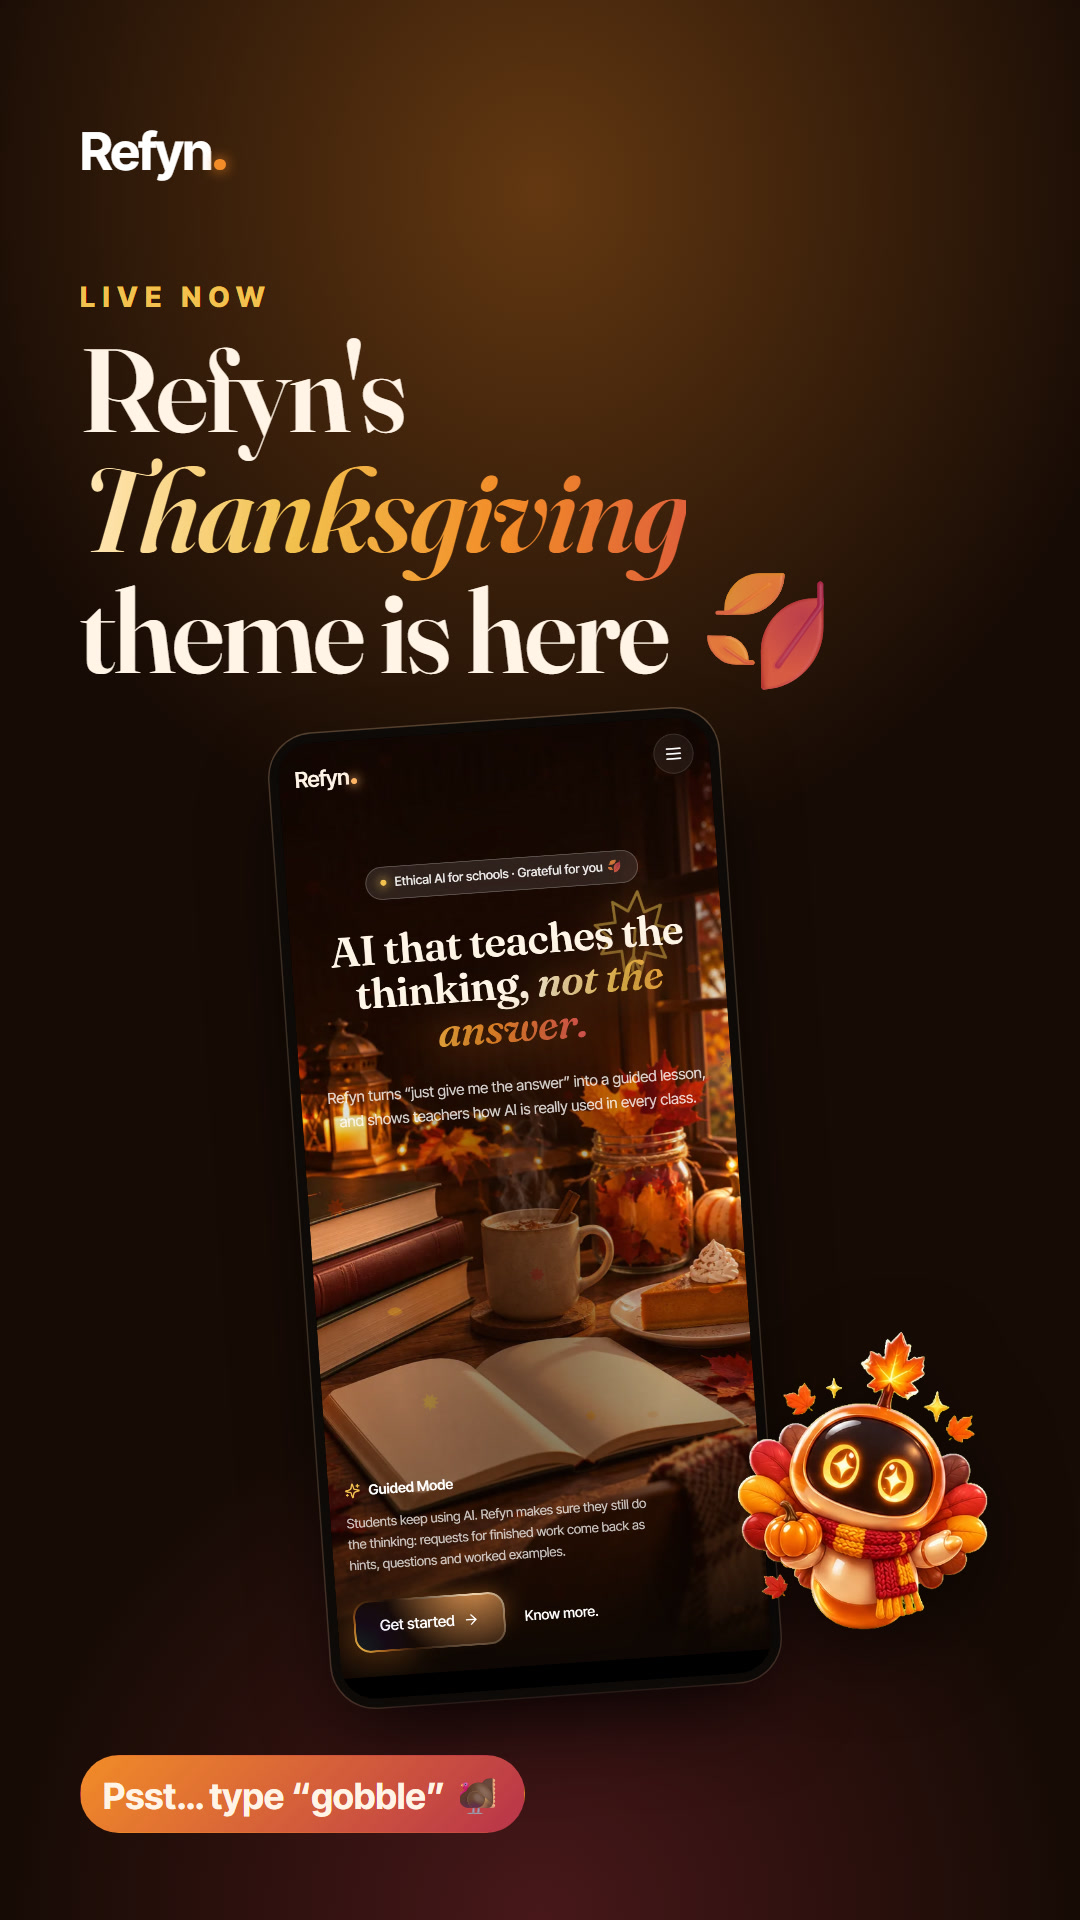 Refyn.
LIVE NOW
Refyn's
Thanksgiving
theme is here
Refyn.
Ethical AI for schools · Grateful for you
AI that teaches the
thinking, not the
answer.
Refyn turns “just give me the answer” into a guided lesson,
and shows teachers how AI is really used in every class.
Guided Mode
Students keep using AI. Refyn makes sure they still do
the thinking: requests for finished work come back as
hints, questions and worked examples.
Get started →
Know more.
Psst... type “gobble”